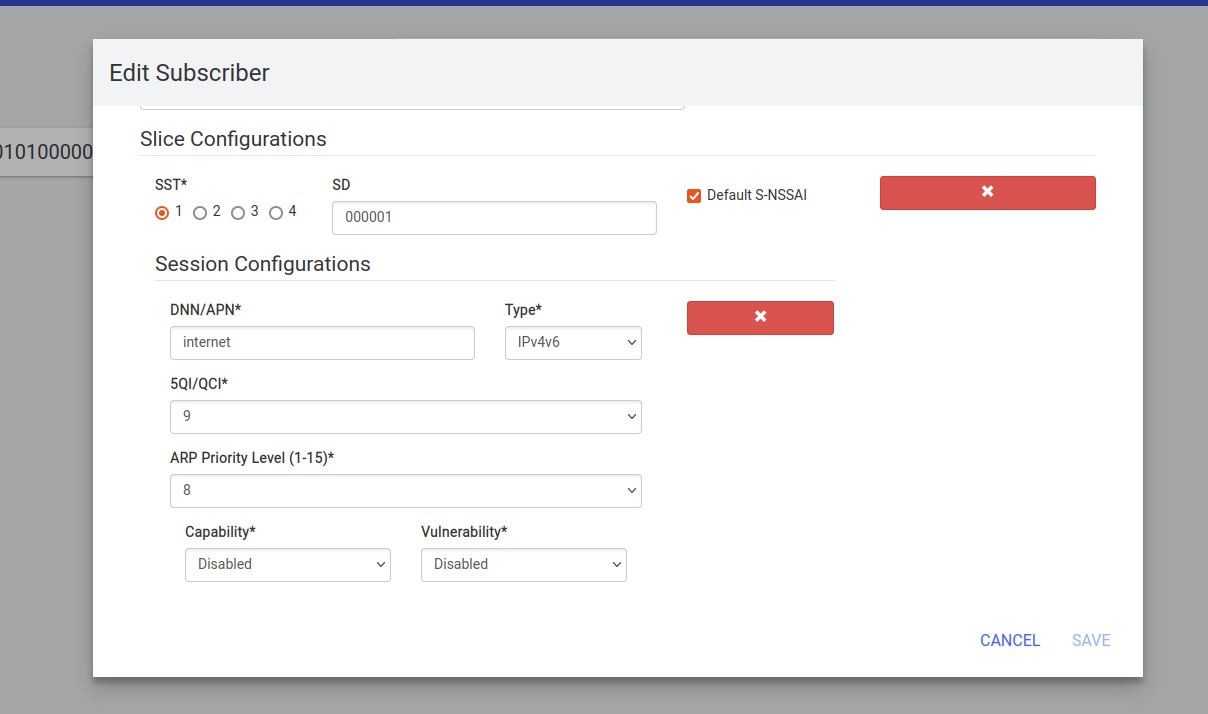 Edit Subscriber
Slice Configurations
SST*
SD
1 2 3 4
000001
Default S-NSSAI
Session Configurations
DNN/APN*
Type*
internet
IPv4v6
5QI/QCI*
9
ARP Priority Level (1-15)*
8
Capability*
Vulnerability*
Disabled
Disabled
CANCEL
SAVE